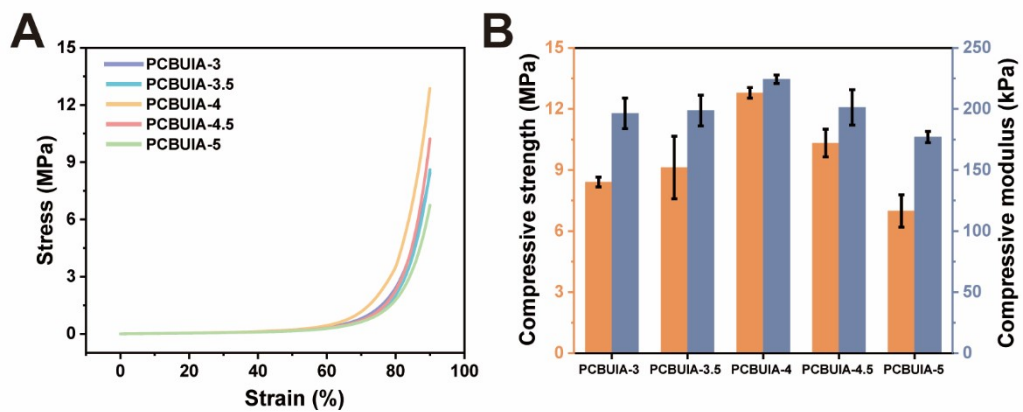 A
15
12
9
6
3
0
Stress (MPa)
PCBUIA-3
PCBUIA-3.5
PCBUIA-4
PCBUIA-4.5
PCBUIA-5
0 20 40 60 80 100
Strain (%)
B
15
12
9
6
3
0
Compressive strength (MPa)
250
200
150
100
50
0
Compressive modulus (kPa)
PCBUIA-3 PCBUIA-3.5 PCBUIA-4 PCBUIA-4.5 PCBUIA-5